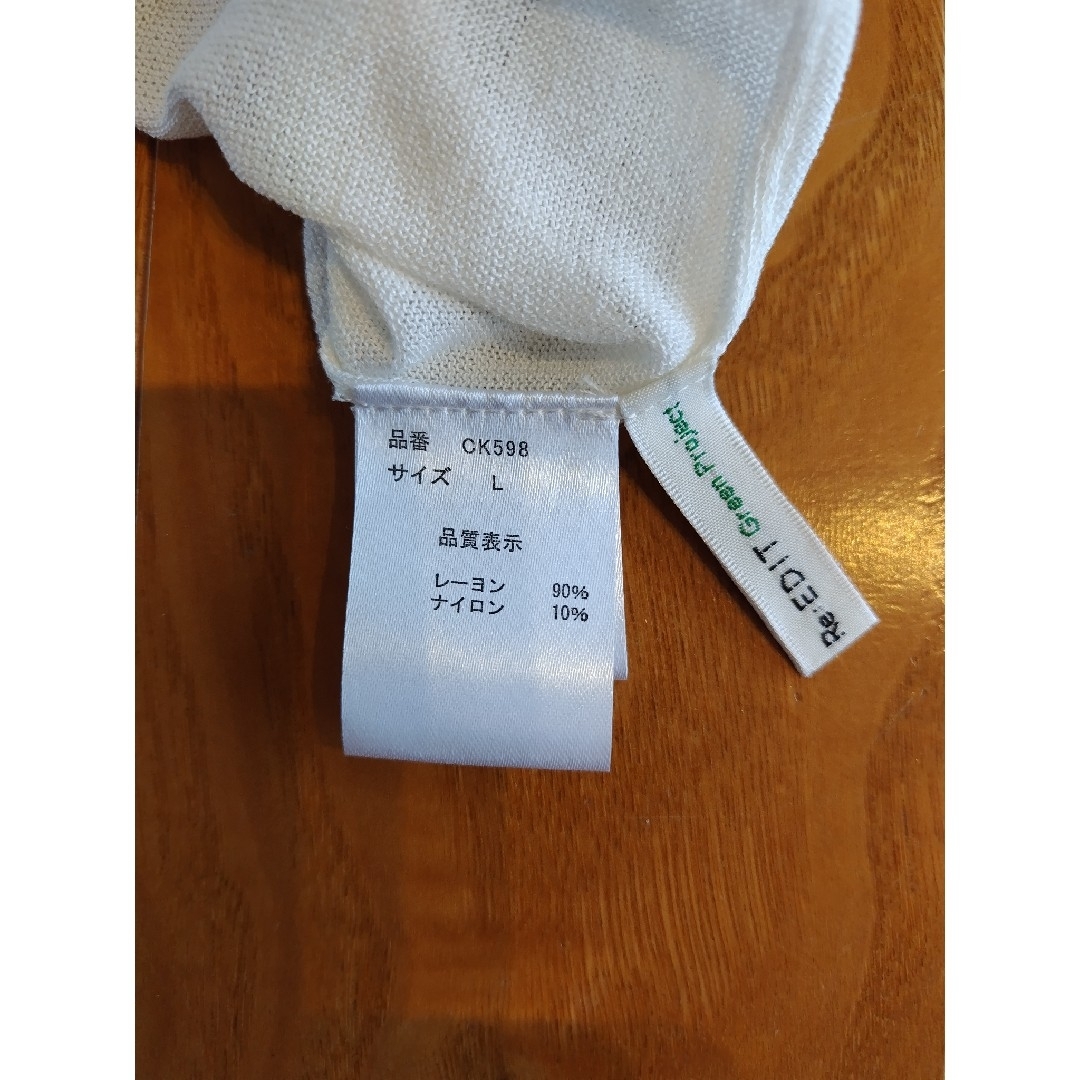 品番 CK598
サイズ L
品質表示
レーヨン 90%
ナイロン 10%
Re:EDIT Green Project